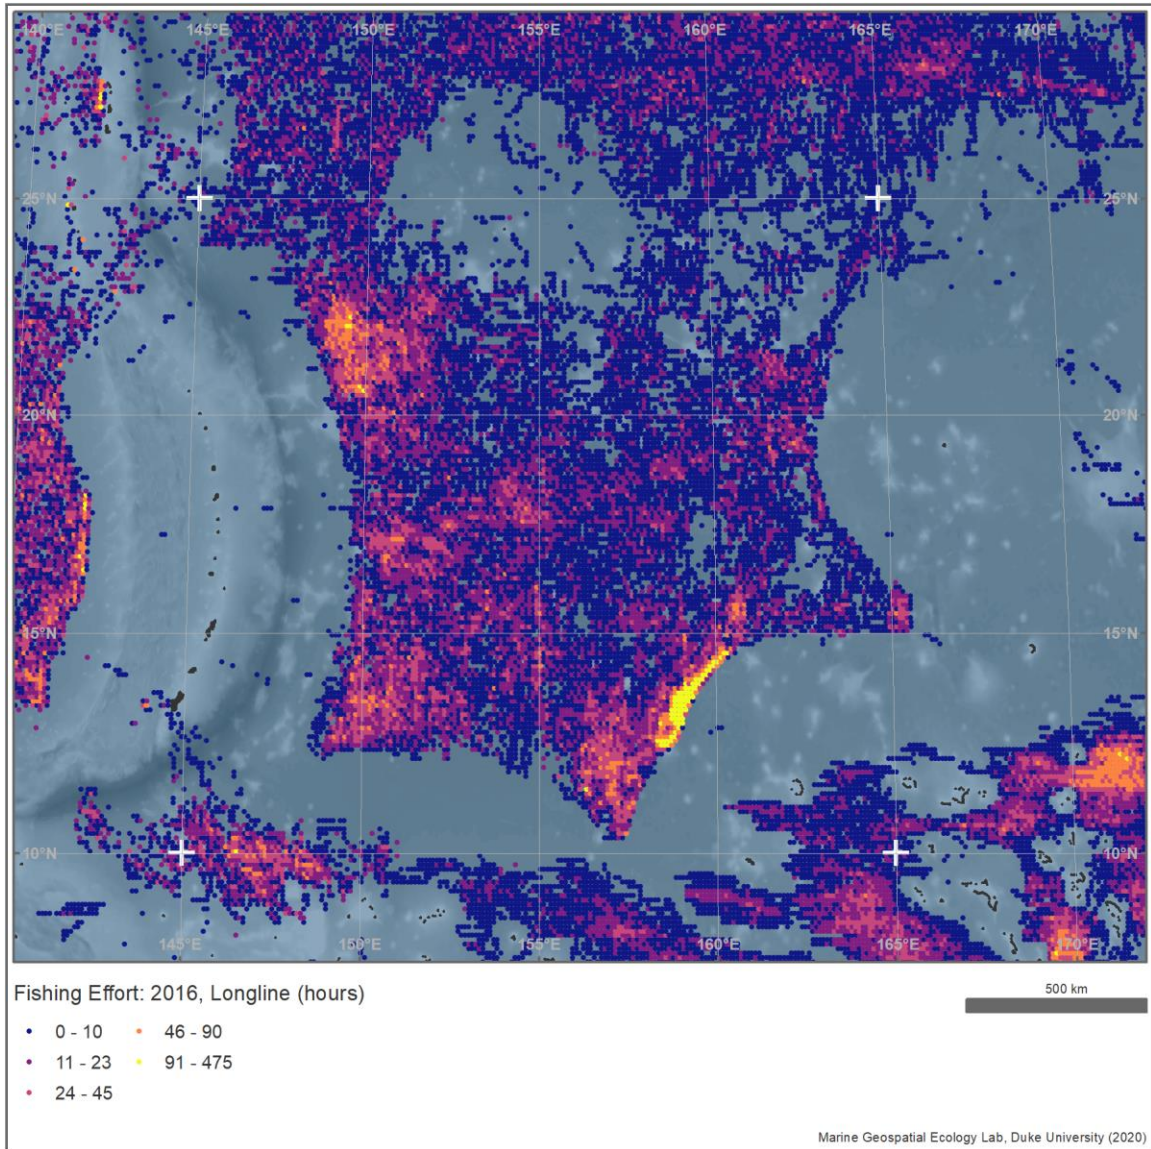 140°E 145°E 150°E 155°E 160°E 165°E 170°E
25°N 25°N
20°N 20°N
15°N 15°N
10°N 10°N
145°E 150°E 155°E 160°E 165°E 170°E
Fishing Effort: 2016, Longline (hours)
0 - 10 46 - 90
11 - 23 91 - 475
24 - 45
500 km
Marine Geospatial Ecology Lab, Duke University (2020)